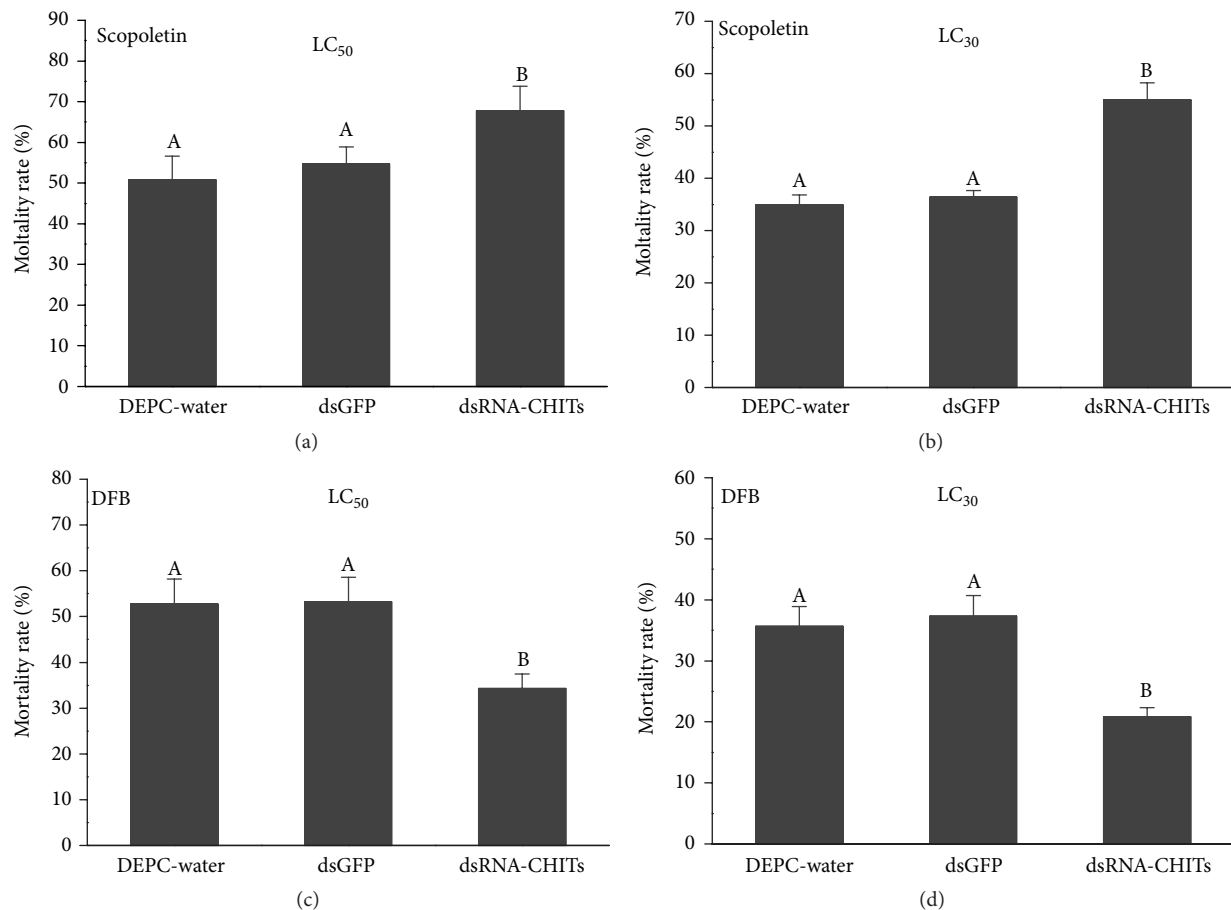 Scopoletin
LC50
Moltality rate (%)
90
80
70
60
50
40
30
20
10
0
A
A
B
DEPC-water
dsGFP
dsRNA-CHITs
(a)
Scopoletin
LC30
Moltality rate (%)
70
60
50
40
30
20
10
0
A
A
B
DEPC-water
dsGFP
dsRNA-CHITs
(b)
DFB
LC50
Mortality rate (%)
80
70
60
50
40
30
20
10
0
A
A
B
DEPC-water
dsGFP
dsRNA-CHITs
(c)
DFB
LC30
Mortality rate (%)
60
50
40
30
20
10
0
A
A
B
DEPC-water
dsGFP
dsRNA-CHITs
(d)